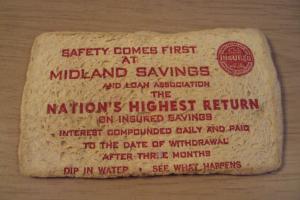 SAFETY COMES FIRST
AT
MIDLAND SAVINGS
AND LOAN ASSOCIATION
THE
NATION'S HIGHEST RETURN
ON INSURED SAVINGS
INTEREST COMPOUNDED DAILY AND PAID
TO THE DATE OF WITHDRAWAL
AFTER THREE MONTHS
DIP IN WATER - SEE WHAT HAPPENS
INSURED